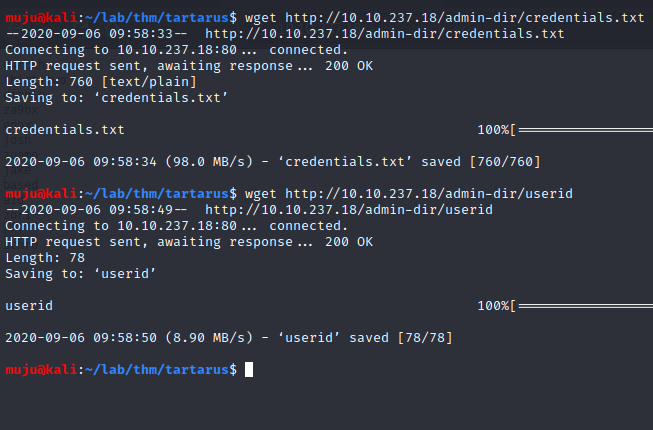 muju@kali:~/lab/thm/tartarus$ wget http://10.10.237.18/admin-dir/credentials.txt
--2020-09-06 09:58:33--  http://10.10.237.18/admin-dir/credentials.txt
Connecting to 10.10.237.18:80... connected.
HTTP request sent, awaiting response... 200 OK
Length: 760 [text/plain]
Saving to: ‘credentials.txt’
credentials.txt 100%[====================
2020-09-06 09:58:34 (98.0 MB/s) - ‘credentials.txt’ saved [760/760]
muju@kali:~/lab/thm/tartarus$ wget http://10.10.237.18/admin-dir/userid
--2020-09-06 09:58:49--  http://10.10.237.18/admin-dir/userid
Connecting to 10.10.237.18:80... connected.
HTTP request sent, awaiting response... 200 OK
Length: 78
Saving to: ‘userid’
userid 100%[====================
2020-09-06 09:58:50 (8.90 MB/s) - ‘userid’ saved [78/78]
muju@kali:~/lab/thm/tartarus$